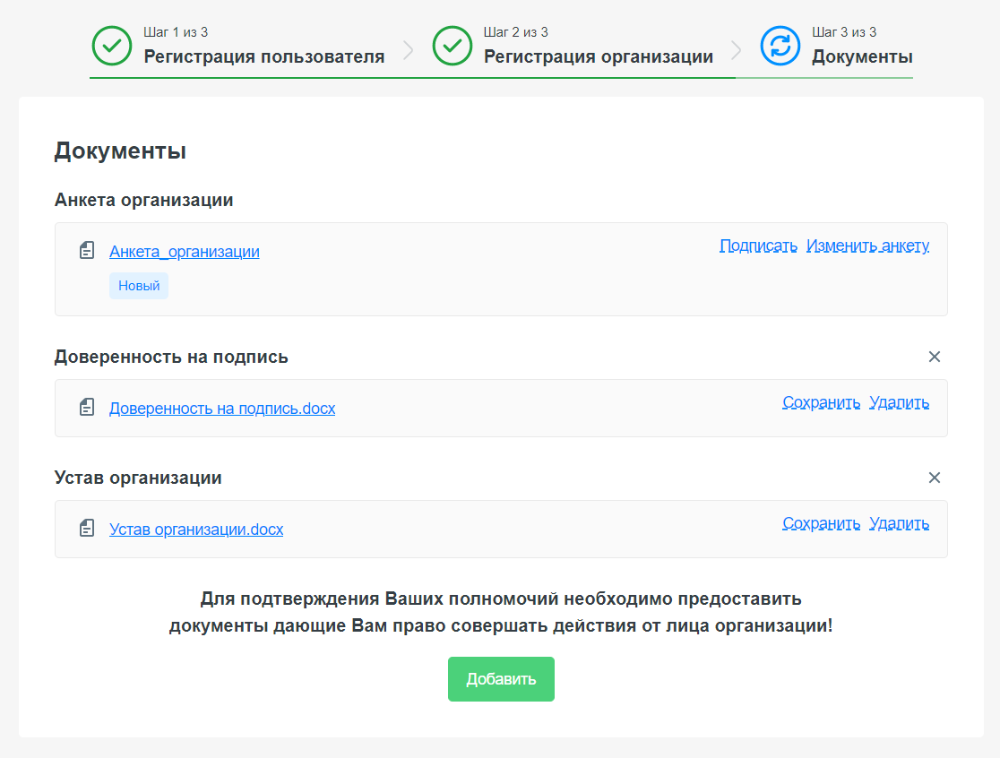 Шаг 1 из 3
Регистрация пользователя
Шаг 2 из 3
Регистрация организации
Шаг 3 из 3
Документы
Документы
Анкета организации
Анкета_организации
Подписать Изменить анкету
Новый
Доверенность на подпись
Доверенность на подпись.docx
Сохранить Удалить
Устав организации
Устав организации.docx
Сохранить Удалить
Для подтверждения Ваших полномочий необходимо предоставить
документы дающие Вам право совершать действия от лица организации!
Добавить